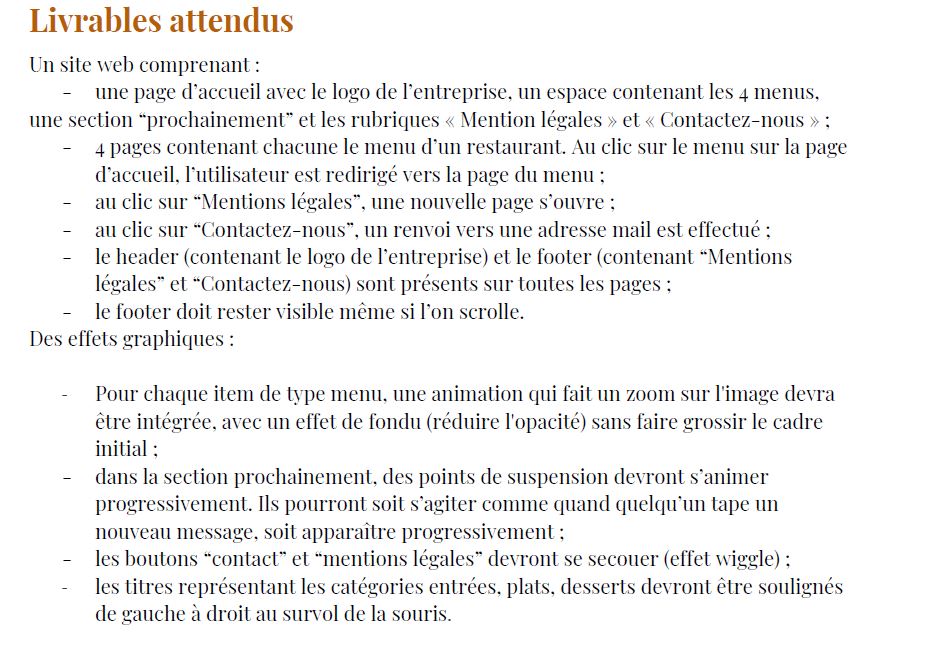 Livrables attendus
Un site web comprenant :
- une page d’accueil avec le logo de l’entreprise, un espace contenant les 4 menus,
une section “prochainement” et les rubriques « Mention légales » et « Contactez-nous » ;
- 4 pages contenant chacune le menu d’un restaurant. Au clic sur le menu sur la page
d’accueil, l’utilisateur est redirigé vers la page du menu ;
- au clic sur “Mentions légales”, une nouvelle page s’ouvre ;
- au clic sur “Contactez-nous”, un renvoi vers une adresse mail est effectué ;
- le header (contenant le logo de l’entreprise) et le footer (contenant “Mentions
légales” et “Contactez-nous) sont présents sur toutes les pages ;
- le footer doit rester visible même si l’on scrolle.
Des effets graphiques :
- Pour chaque item de type menu, une animation qui fait un zoom sur l'image devra
être intégrée, avec un effet de fondu (réduire l'opacité) sans faire grossir le cadre
initial ;
- dans la section prochainement, des points de suspension devront s’animer
progressivement. Ils pourront soit s’agiter comme quand quelqu’un tape un
nouveau message, soit apparaître progressivement ;
- les boutons “contact” et “mentions légales” devront se secouer (effet wiggle) ;
- les titres représentant les catégories entrées, plats, desserts devront être soulignés
de gauche à droit au survol de la souris.